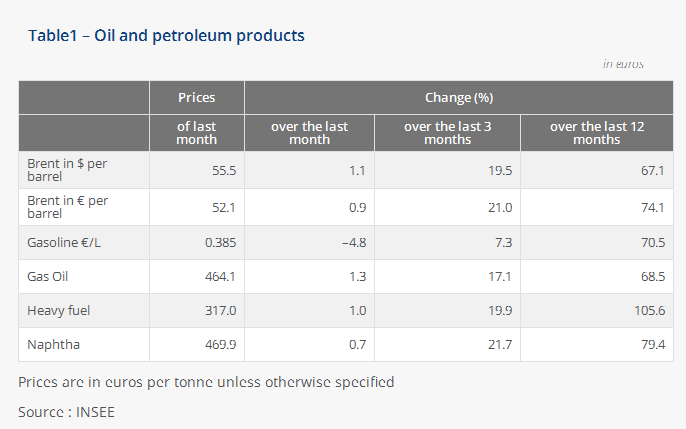 Table1 – Oil and petroleum products
in euros
Prices Change (%)
of last month over the last month over the last 3 months over the last 12 months
Brent in $ per barrel 55.5 1.1 19.5 67.1
Brent in € per barrel 52.1 0.9 21.0 74.1
Gasoline €/L 0.385 –4.8 7.3 70.5
Gas Oil 464.1 1.3 17.1 68.5
Heavy fuel 317.0 1.0 19.9 105.6
Naphtha 469.9 0.7 21.7 79.4
Prices are in euros per tonne unless otherwise specified
Source : INSEE